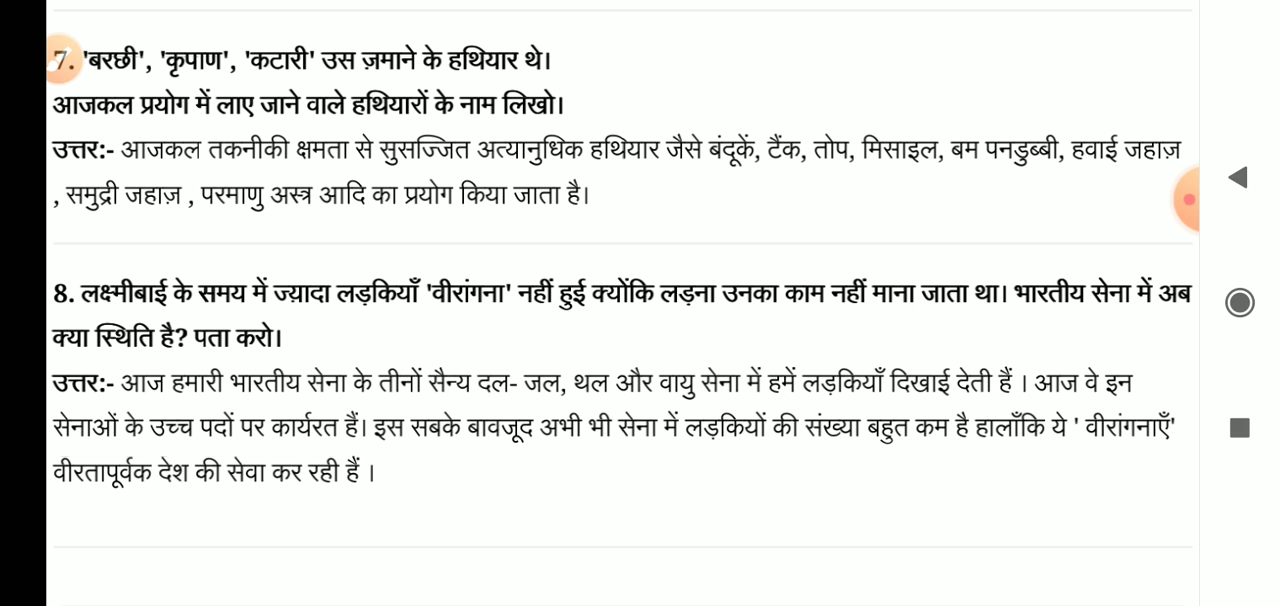 7. 'बरछी', 'कृपाण', 'कटारी' उस ज़माने के हथियार थे।
आजकल प्रयोग में लाए जाने वाले हथियारों के नाम लिखो।
उत्तर:- आजकल तकनीकी क्षमता से सुसज्जित अत्यानुधिक हथियार जैसे बंदूकें, टैंक, तोप, मिसाइल, बम पनडुब्बी, हवाई जहाज़
, समुद्री जहाज़ , परमाणु अस्त्र आदि का प्रयोग किया जाता है।
8. लक्ष्मीबाई के समय में ज्य़ादा लड़कियाँ 'वीरांगना' नहीं हुई क्योंकि लड़ना उनका काम नहीं माना जाता था। भारतीय सेना में अब
क्या स्थिति है? पता करो।
उत्तर:- आज हमारी भारतीय सेना के तीनों सैन्य दल- जल, थल और वायु सेना में हमें लड़कियाँ दिखाई देती हैं । आज वे इन
सेनाओं के उच्च पदों पर कार्यरत हैं। इस सबके बावजूद अभी भी सेना में लड़कियों की संख्या बहुत कम है हालाँकि ये ' वीरांगनाएँ'
वीरतापूर्वक देश की सेवा कर रही हैं ।